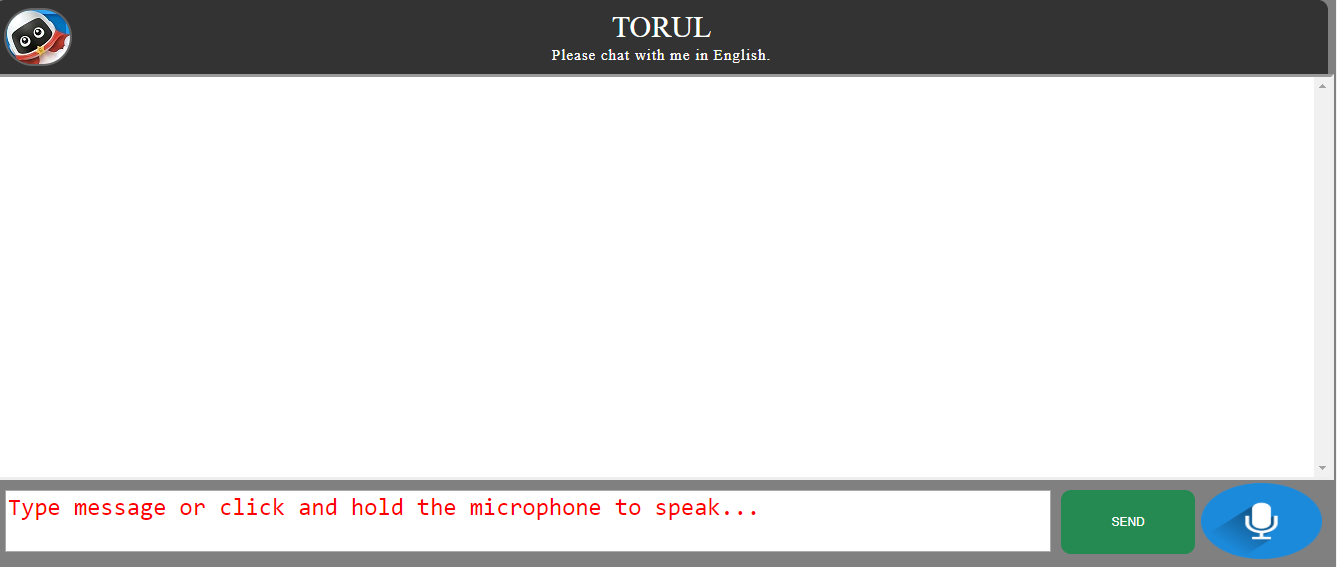 TORUL
Please chat with me in English.
Type message or click and hold the microphone to speak...
SEND